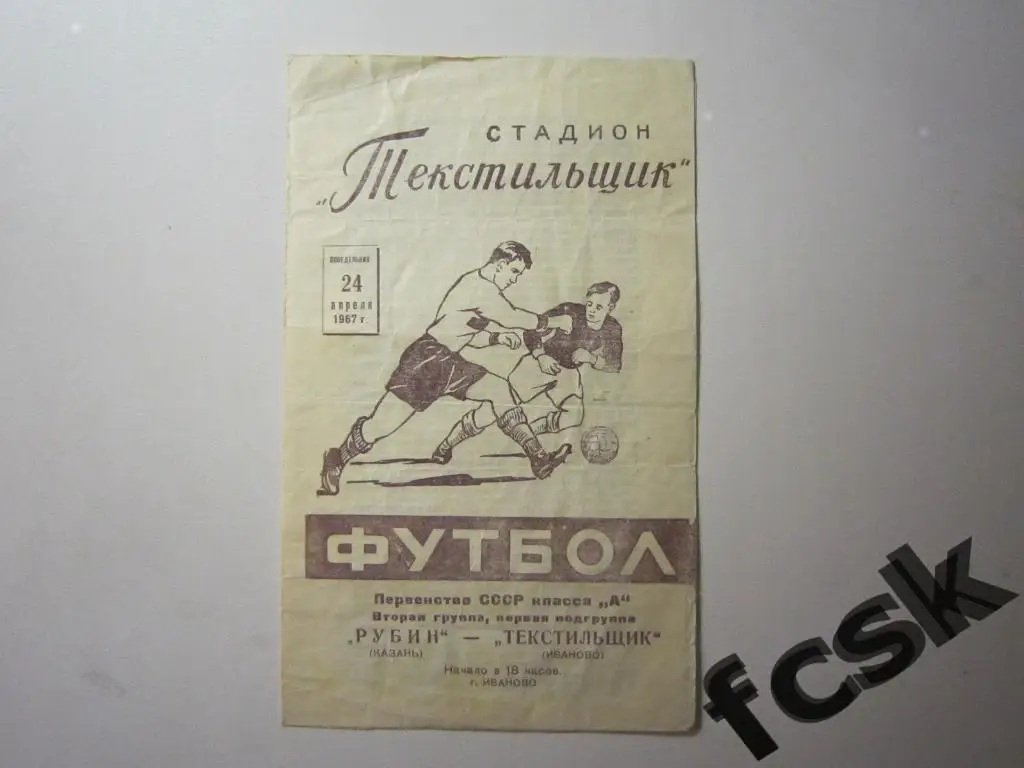 СТАДИОН
„Текстильщик“
ПОНЕДЕЛЬНИК
24
апреля
1967 г.
ФУТБОЛ
Первенство СССР класса „А“
Вторая группа, первая подгруппа
„РУБИН“ — „ТЕКСТИЛЬЩИК“
(КАЗАНЬ) (ИВАНОВО)
Начало в 18 часов.
г. ИВАНОВО
fcsk